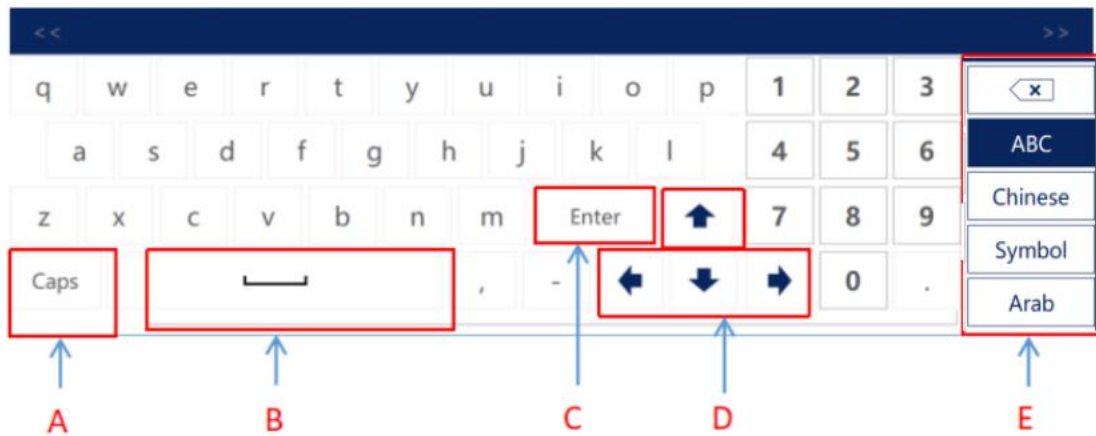 << >>
q w e r t y u i o p 1 2 3
a s d f g h j k l 4 5 6 ABC
z x c v b n m Enter 7 8 9 Chinese
Symbol
Caps , - 0 . Arab
A B C D E